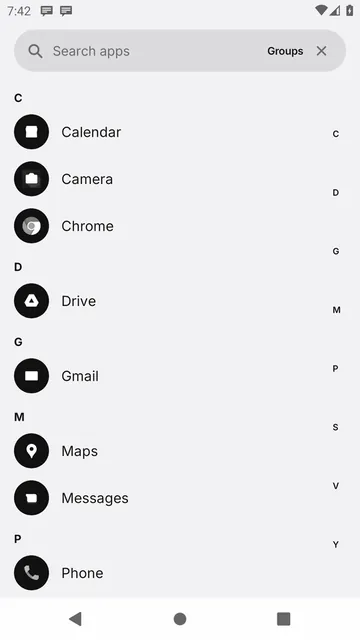 7:42
Search apps
Groups
C
Calendar
Camera
Chrome
D
Drive
G
Gmail
M
Maps
Messages
P
Phone
C
D
G
M
P
S
V
Y